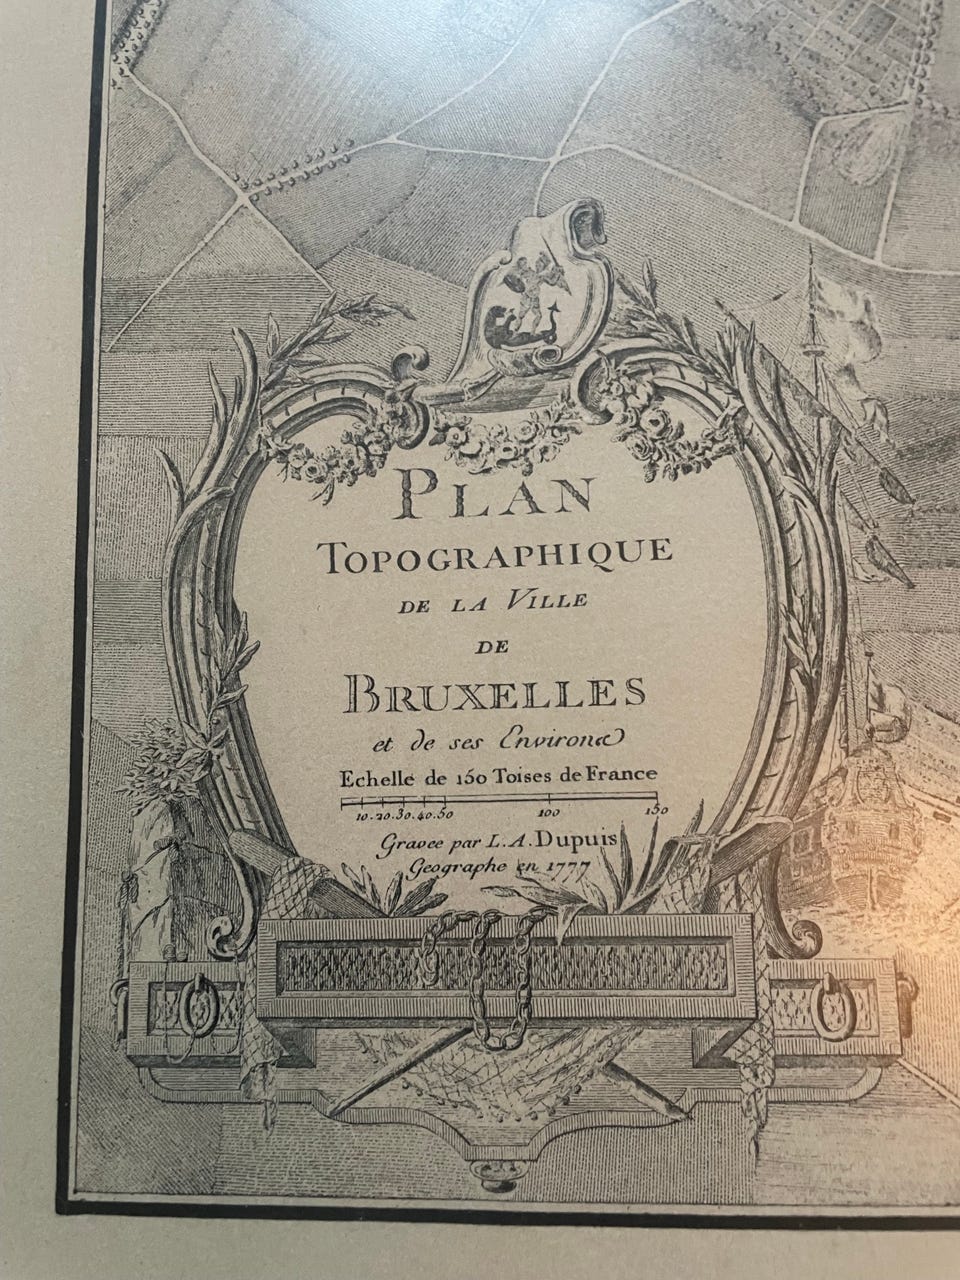 PLAN
TOPOGRAPHIQUE
DE LA VILLE
DE
BRUXELLES
et de ses Environs
Echelle de 150 Toises de France
10.20.30.40.50 100 150
Gravee par L. A. Dupuis
Geographe en 1777